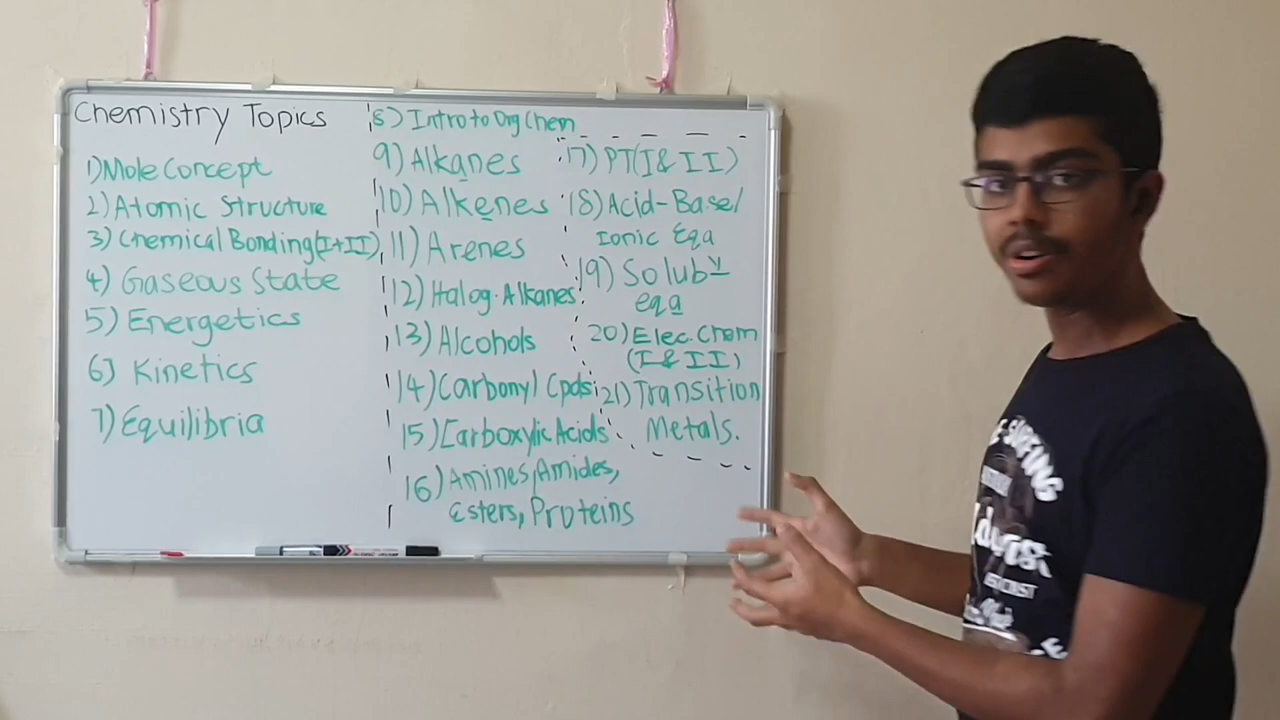 Chemistry Topics
1) Mole Concept
2) Atomic Structure
3) Chemical Bonding (I+II)
4) Gaseous State
5) Energetics
6) Kinetics
7) Equilibria
8) Intro to Org Chem
9) Alkanes
10) Alkenes
11) Arenes
12) Halog. Alkanes
13) Alcohols
14) Carbonyl Cpds
15) Carboxylic Acids
16) Amines, Amides,
Esters, Proteins
17) PT (I & II)
18) Acid-Base/
Ionic Eqa
19) Solub y
eqa
20) Elec. Chem
(I & II)
21) Transition
Metals.